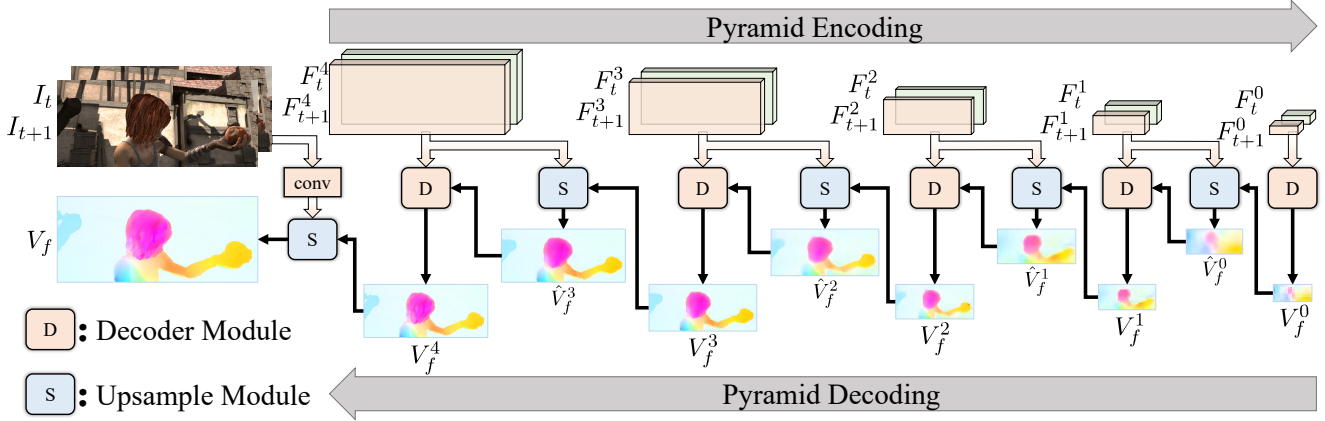 Pyramid Encoding
I_t
I_{t+1}
F_t^4
F_{t+1}^4
F_t^3
F_{t+1}^3
F_t^2
F_{t+1}^2
F_t^1
F_{t+1}^1
F_t^0
F_{t+1}^0
conv
D
S
D
S
D
S
D
S
D
S
V_f
\hat{V}_f^3
\hat{V}_f^2
\hat{V}_f^1
\hat{V}_f^0
V_f^4
V_f^3
V_f^2
V_f^1
V_f^0
D : Decoder Module
S : Upsample Module
Pyramid Decoding